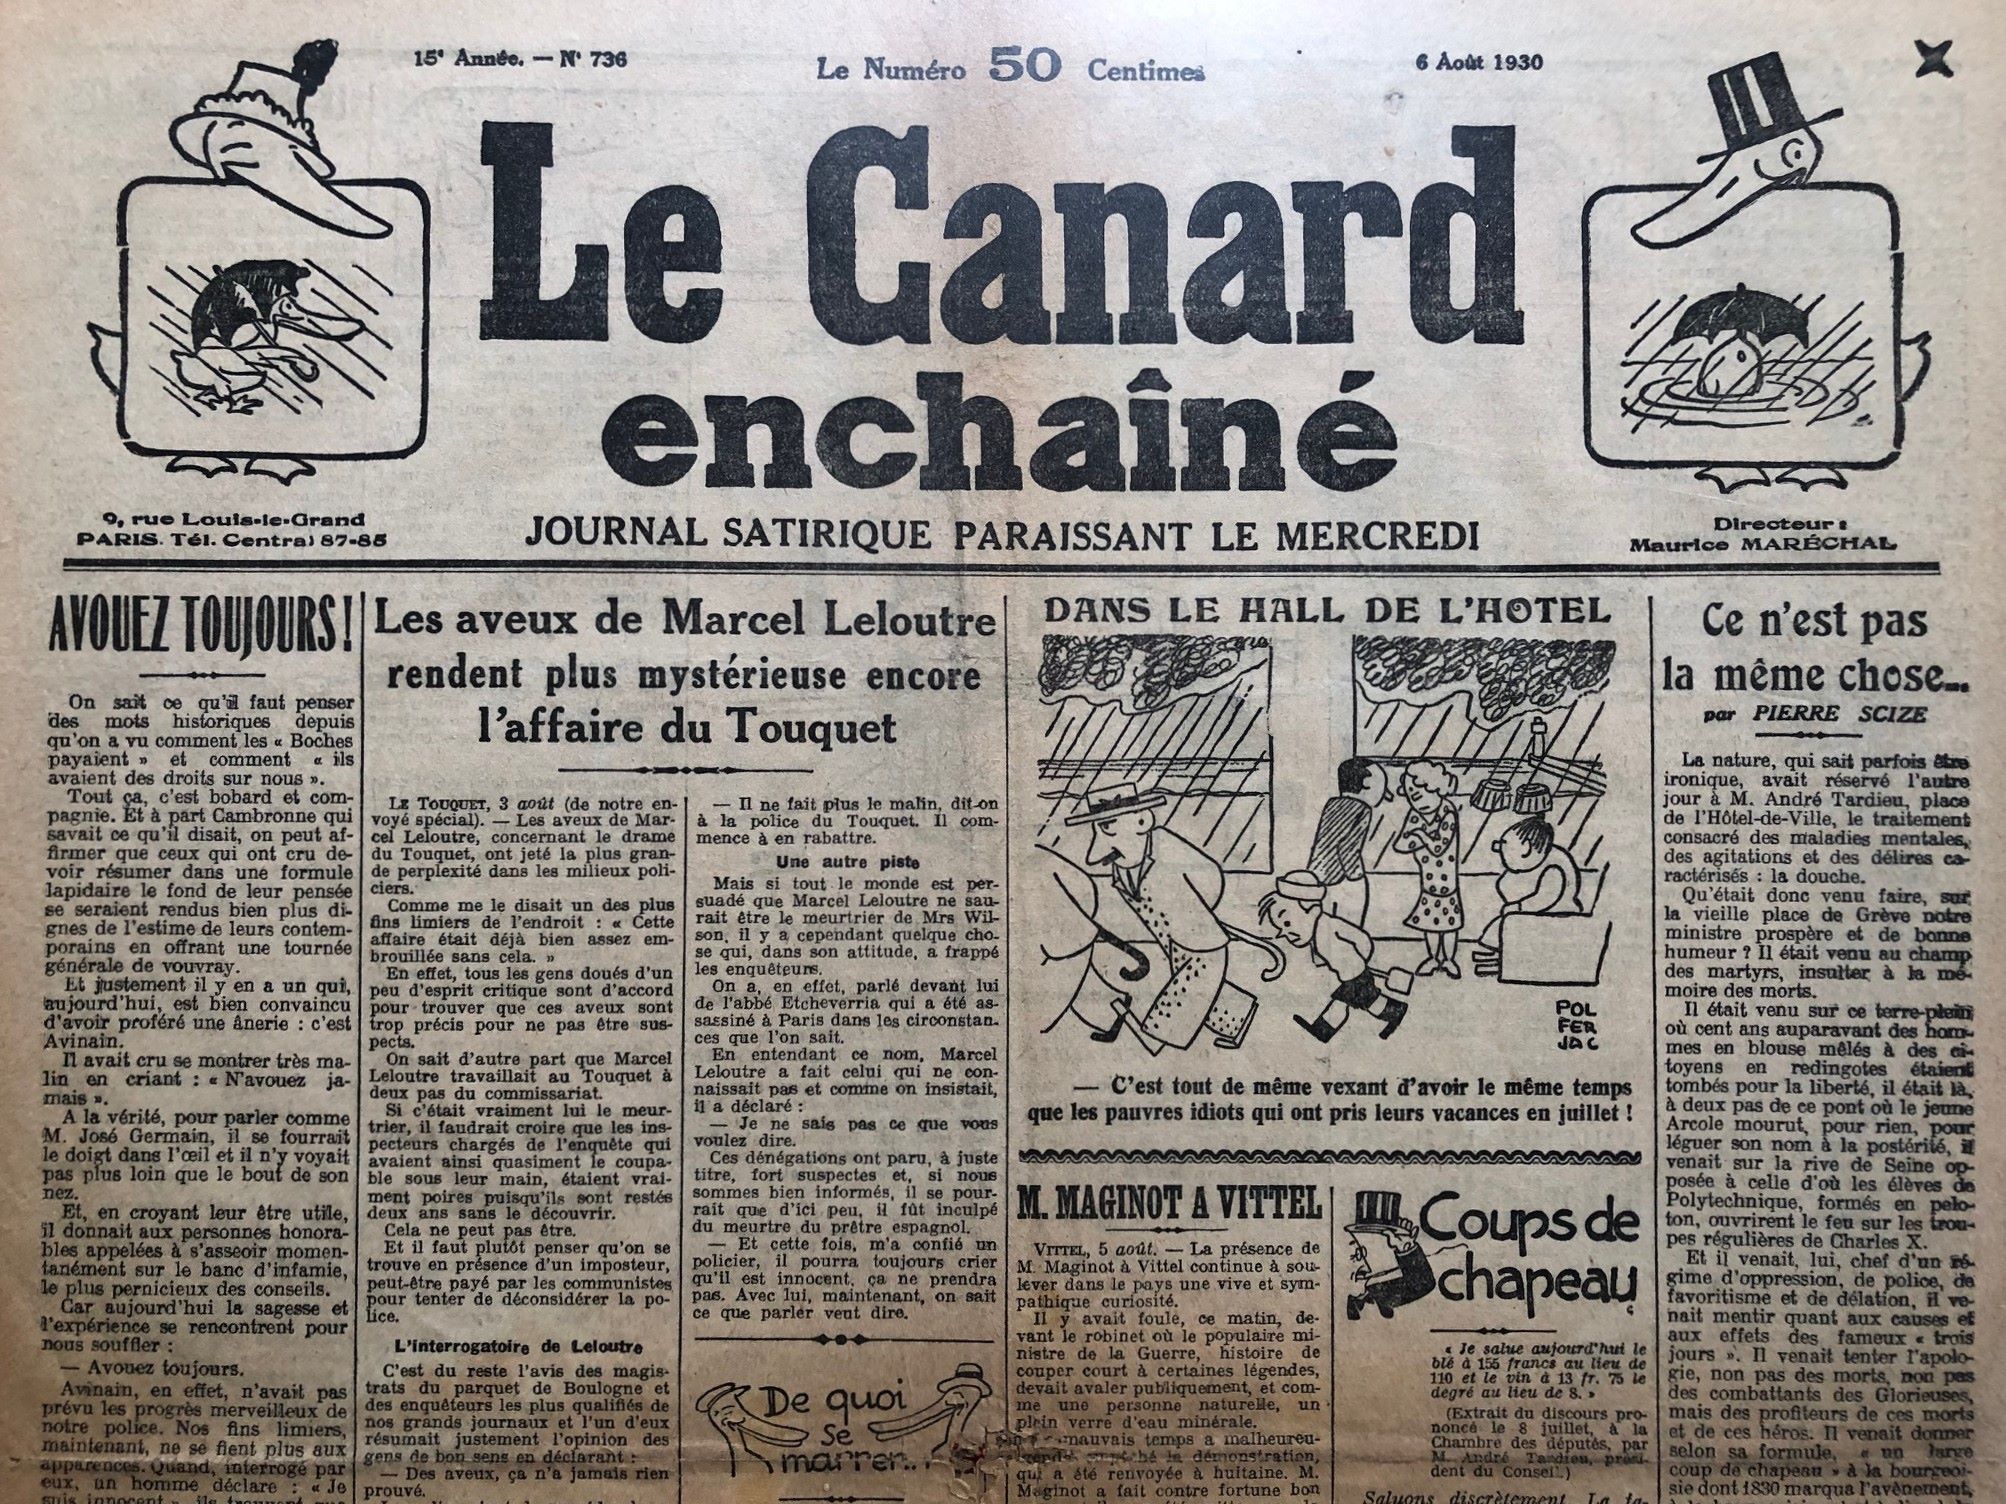 15e Année. — N° 736
Le Numéro 50 Centimes
6 Août 1930
Le Canard
enchaîné
9, rue Louis-le-Grand
PARIS. Tél. Central 87-85
JOURNAL SATIRIQUE PARAISSANT LE MERCREDI
Directeur :
Maurice MARÉCHAL
AVOUEZ TOUJOURS !
On sait ce qu'il faut penser
des mots historiques depuis
qu'on a vu comment les « Boches
payaient » et comment « ils
avaient des droits sur nous ».
Tout ça, c'est bobard et com-
pagnie. Et à part Cambronne qui
savait ce qu'il disait, on peut af-
firmer que ceux qui ont cru de-
voir résumer dans une formule
lapidaire le fond de leur pensée
se seraient rendus bien plus di-
gnes de l'estime de leurs contem-
porains en offrant une tournée
générale de vouvray.
Et justement il y en a un qui,
aujourd'hui, est bien convaincu
d'avoir proféré une ânerie : c'est
Avinain.
Il avait cru se montrer très ma-
lin en criant : « N'avouez ja-
mais ».
A la vérité, pour parler comme
M. José Germain, il se fourrait
le doigt dans l'œil et il n'y voyait
pas plus loin que le bout de son
nez.
Et, en croyant leur être utile,
il donnait aux personnes honora-
bles appelées à s'asseoir momen-
tanément sur le banc d'infamie,
le plus pernicieux des conseils.
Car aujourd'hui la sagesse et
l'expérience se rencontrent pour
nous souffler :
— Avouez toujours.
Avinain, en effet, n'avait pas
prévu les progrès merveilleux de
notre police. Nos fins limiers,
maintenant, ne se fient plus aux
apparences. Quand, interrogé par
eux, un homme déclare : « Je
suis innocent »
Les aveux de Marcel Leloutre
rendent plus mystérieuse encore
l'affaire du Touquet
LE TOUQUET, 3 août (de notre en-
voyé spécial). — Les aveux de Mar-
cel Leloutre, concernant le drame
du Touquet, ont jeté la plus gran-
de perplexité dans les milieux poli-
ciers.
Comme me le disait un des plus
fins limiers de l'endroit : « Cette
affaire était déjà bien assez em-
brouillée sans cela. »
En effet, tous les gens doués d'un
peu d'esprit critique sont d'accord
pour trouver que ces aveux sont
trop précis pour ne pas être sus-
pects.
On sait d'autre part que Marcel
Leloutre travaillait au Touquet à
deux pas du commissariat.
Si c'était vraiment lui le meur-
trier, il faudrait croire que les ins-
pecteurs chargés de l'enquête qui
avaient ainsi quasiment le coupa-
ble sous leur main, étaient vrai-
ment poires puisqu'ils sont restés
deux ans sans le découvrir.
Cela ne peut pas être.
Et il faut plutôt penser qu'on se
trouve en présence d'un imposteur,
peut-être payé par les communistes
pour tenter de déconsidérer la po-
lice.
L'interrogatoire de Leloutre
C'est du reste l'avis des magis-
trats du parquet de Boulogne et
des enquêteurs les plus qualifiés de
nos grands journaux et l'un d'eux
résumait justement l'opinion des
gens de bon sens en déclarant :
— Des aveux, ça n'a jamais rien
prouvé.
— Il ne fait plus le malin, dit-on
à la police du Touquet. Il com-
mence à en rabattre.
Une autre piste
Mais si tout le monde est per-
suadé que Marcel Leloutre ne sau-
rait être le meurtrier de Mrs Wil-
son, il y a cependant quelque cho-
se qui, dans son attitude, a frappé
les enquêteurs.
On a, en effet, parlé devant lui
de l'abbé Etcheverria qui a été as-
sassiné à Paris dans les circonstan-
ces que l'on sait.
En entendant ce nom, Marcel
Leloutre a fait celui qui ne con-
naissait pas et comme on insistait,
il a déclaré :
— Je ne sais pas ce que vous
voulez dire.
Ces dénégations ont paru, à juste
titre, fort suspectes et, si nous
sommes bien informés, il se pour-
rait que d'ici peu, il fût inculpé
du meurtre du prêtre espagnol.
— Et cette fois, m'a confié un
policier, il pourra toujours crier
qu'il est innocent, ça ne prendra
pas. Avec lui, maintenant, on sait
ce que parler veut dire.
De quoi
se
marrer...
DANS LE HALL DE L'HOTEL
POL
FER
JAC
— C'est tout de même vexant d'avoir le même temps
que les pauvres idiots qui ont pris leurs vacances en juillet !
M. MAGINOT A VITTEL
VITTEL, 5 août. — La présence de
M. Maginot à Vittel continue à sou-
lever dans le pays une vive et sym-
pathique curiosité.
Il y avait foule, ce matin, de-
vant le robinet où le populaire mi-
nistre de la Guerre, histoire de
couper court à certaines légendes,
devait avaler publiquement, et com-
me une personne naturelle, un
plein verre d'eau minérale.
mauvais temps a malheureu-
la démonstration,
qui a été renvoyée à huitaine. M.
Maginot a fait contre fortune bon
Coups de
chapeau
« Je salue aujourd'hui le
blé à 155 francs au lieu de
110 et le vin à 13 fr. 75 le
degré au lieu de 8. »
(Extrait du discours pro-
noncé le 8 juillet, à la
Chambre des députés, par
M. André Tardieu, prési-
dent du Conseil.)
Saluons discrètement. La fa-
Ce n'est pas
la même chose...
par PIERRE SCIZE
La nature, qui sait parfois être
ironique, avait réservé l'autre
jour à M. André Tardieu, place
de l'Hôtel-de-Ville, le traitement
consacré des maladies mentales,
des agitations et des délires ca-
ractérisés : la douche.
Qu'était donc venu faire, sur
la vieille place de Grève notre
ministre prospère et de bonne
humeur ? Il était venu au champ
des martyrs, insulter à la mé-
moire des morts.
Il était venu sur ce terre-plein
où cent ans auparavant des hom-
mes en blouse mêlés à des ci-
toyens en redingotes étaient
tombés pour la liberté, il était là,
à deux pas de ce pont où le jeune
Arcole mourut, pour rien, pour
léguer son nom à la postérité, il
venait sur la rive de Seine op-
posée à celle d'où les élèves de
Polytechnique, formés en pelo-
ton, ouvrirent le feu sur les trou-
pes régulières de Charles X.
Et il venait, lui, chef d'un ré-
gime d'oppression, de police, de
favoritisme et de délation, il ve-
nait mentir quant aux causes et
aux effets des fameux « trois
jours ». Il venait tenter l'apolo-
gie, non pas des morts, non pas
des combattants des Glorieuses,
mais des profiteurs de ces morts
et de ces héros. Il venait donner
selon sa formule, « un large
coup de chapeau » à la bourgeoi-
sie dont 1830 marqua l'avènement,